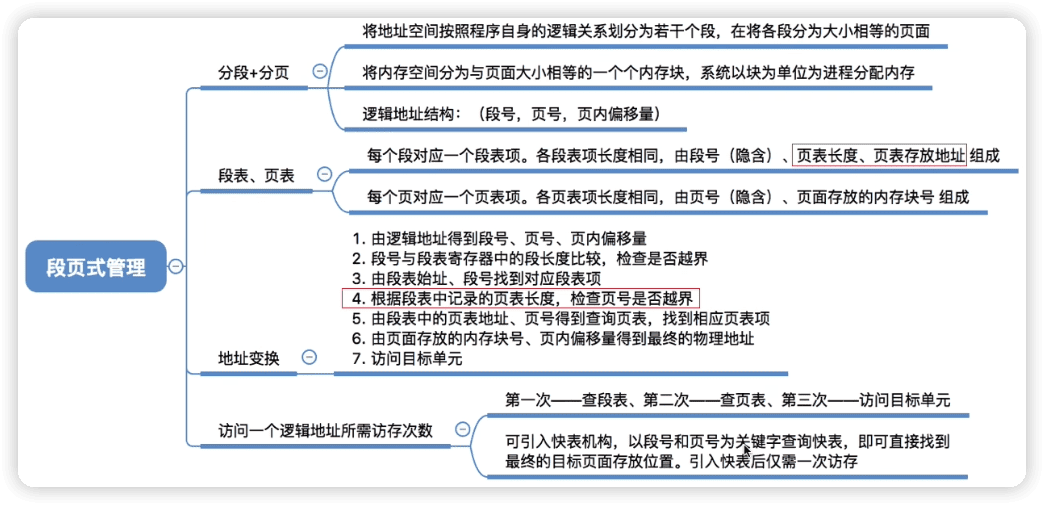 将地址空间按照程序自身的逻辑关系划分为若干个段，在将各段分为大小相等的页面
分段+分页
将内存空间分为与页面大小相等的一个个内存块，系统以块为单位为进程分配内存
逻辑地址结构：（段号，页号，页内偏移量）
每个段对应一个段表项。各段表项长度相同，由段号（隐含）、页表长度、页表存放地址 组成
段表、页表
每个页对应一个页表项。各页表项长度相同，由页号（隐含）、页面存放的内存块号 组成
段页式管理
1. 由逻辑地址得到段号、页号、页内偏移量
2. 段号与段表寄存器中的段长度比较，检查是否越界
3. 由段表始址、段号找到对应段表项
4. 根据段表中记录的页表长度，检查页号是否越界
5. 由段表中的页表地址、页号得到查询页表，找到相应页表项
6. 由页面存放的内存块号、页内偏移量得到最终的物理地址
7. 访问目标单元
地址变换
第一次——查段表、第二次——查页表、第三次——访问目标单元
访问一个逻辑地址所需访存次数
可引入快表机构，以段号和页号为关键字查询快表，即可直接找到
最终的目标页面存放位置。引入快表后仅需一次访存